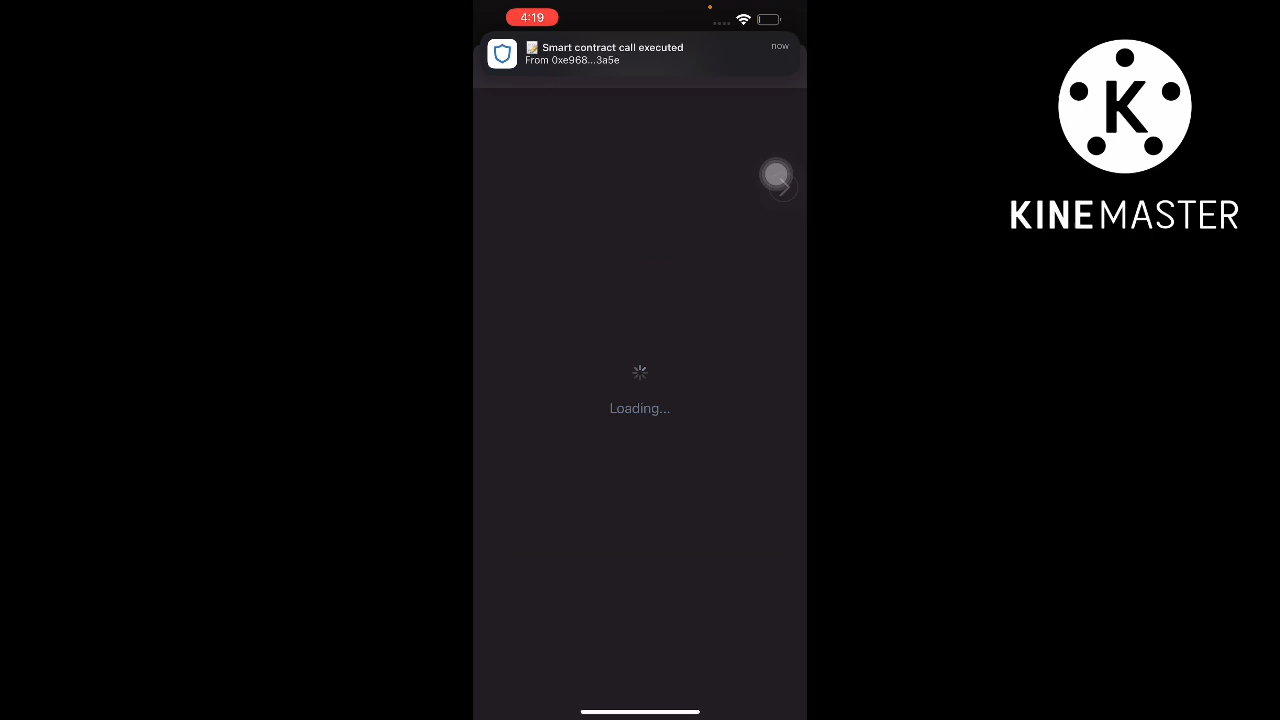 4:19
📝 Smart contract call executed
now
From 0xe968...3a5e
Loading...
K
KINEMASTER